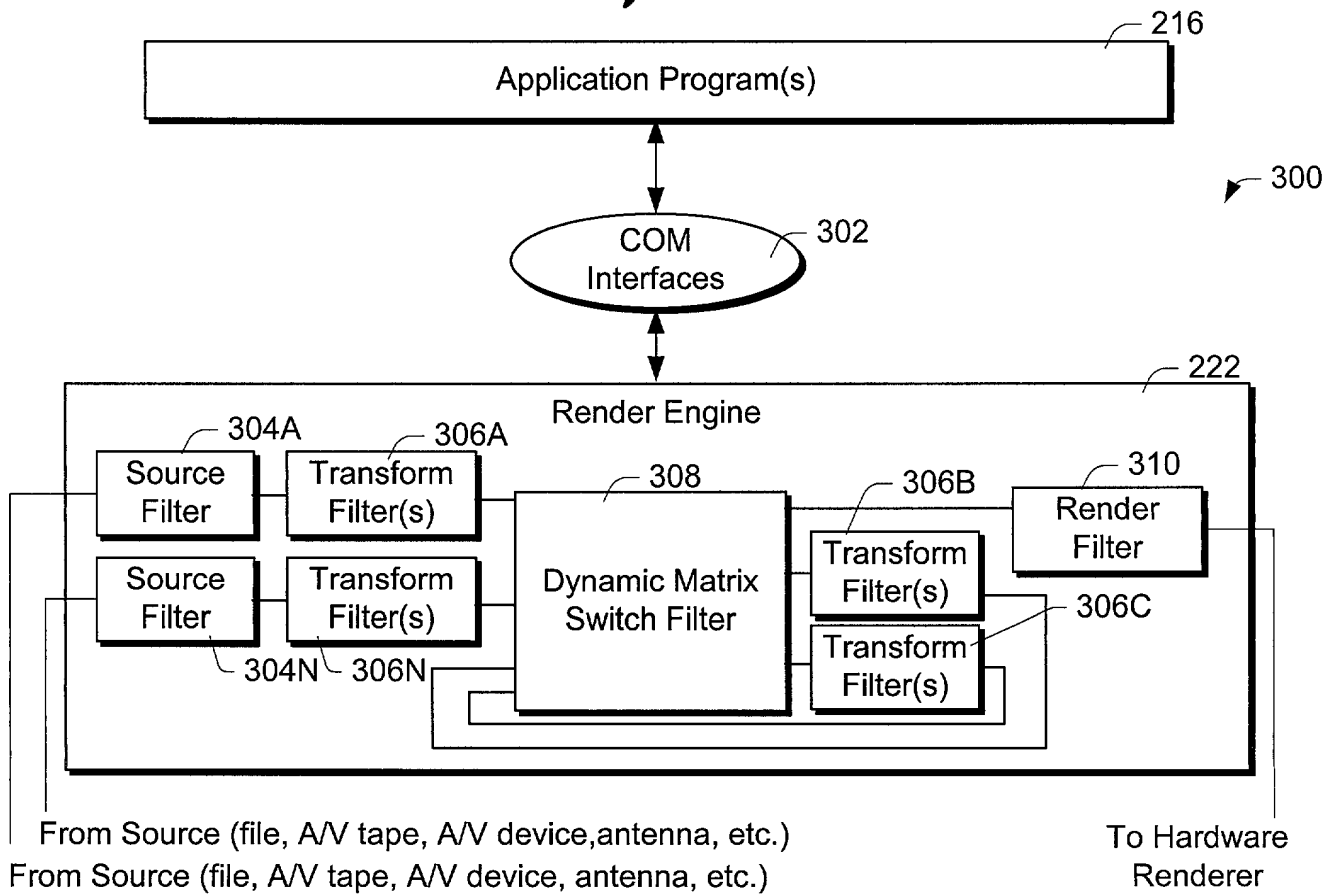 216
Application Program(s)
300
COM
Interfaces
302
222
Render Engine
304A
306A
Source
Filter
Transform
Filter(s)
308
306B
310
Render
Filter
Source
Filter
Transform
Filter(s)
Dynamic Matrix
Switch Filter
Transform
Filter(s)
306C
304N
306N
Transform
Filter(s)
From Source (file, A/V tape, A/V device,antenna, etc.)
From Source (file, A/V tape, A/V device, antenna, etc.)
To Hardware
Renderer